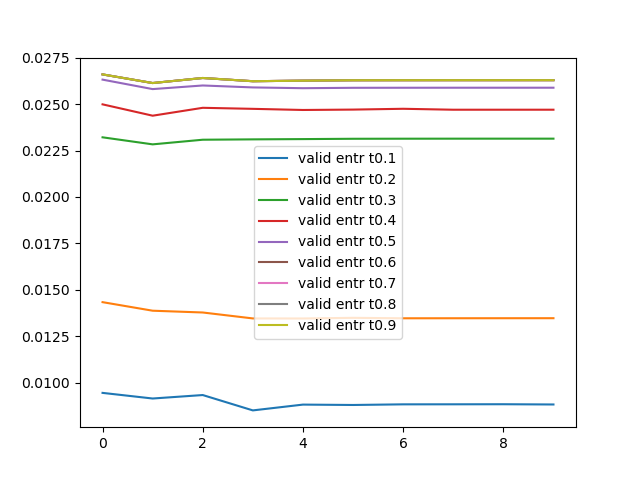 0.0275
0.0250
0.0225
0.0200
0.0175
0.0150
0.0125
0.0100
valid entr t0.1
valid entr t0.2
valid entr t0.3
valid entr t0.4
valid entr t0.5
valid entr t0.6
valid entr t0.7
valid entr t0.8
valid entr t0.9
0 2 4 6 8